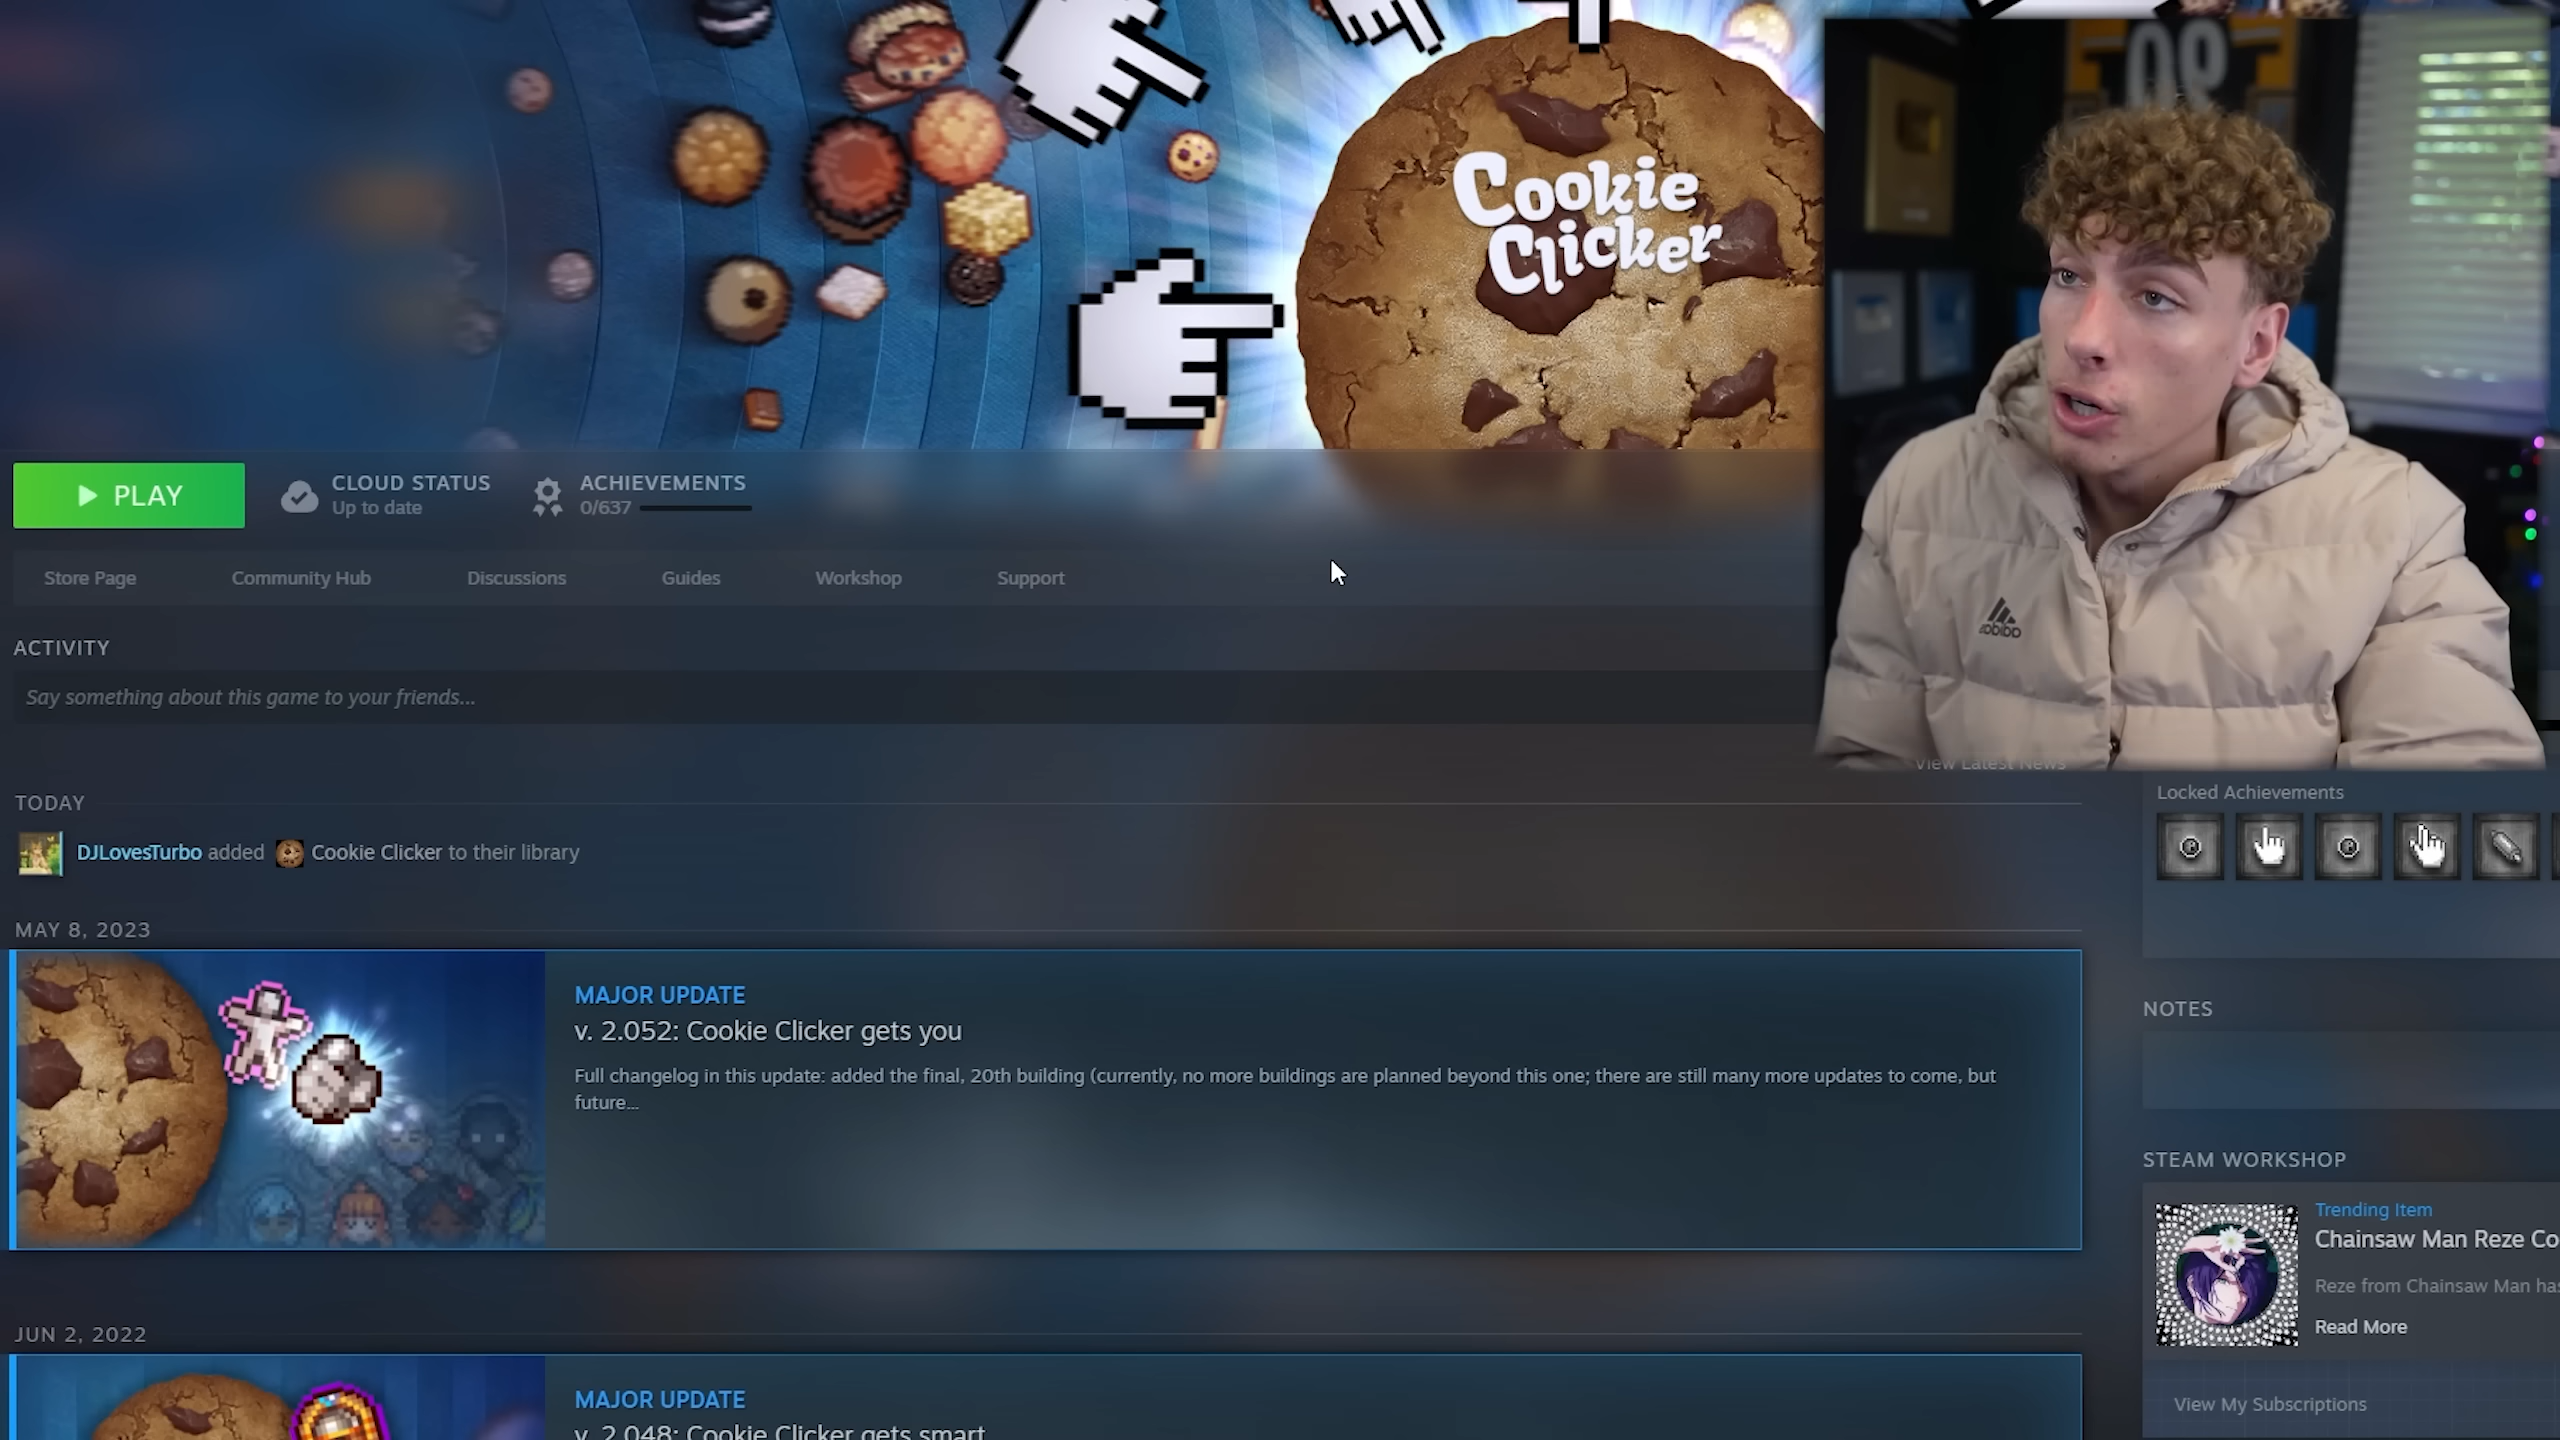 Cookie
Clicker
08
PLAY
CLOUD STATUS
Up to date
ACHIEVEMENTS
0/637
Store Page
Community Hub
Discussions
Guides
Workshop
Support
adidas
ACTIVITY
Say something about this game to your friends...
View Latest News
TODAY
DJLovesTurbo added Cookie Clicker to their library
Locked Achievements
MAY 8, 2023
MAJOR UPDATE
v. 2.052: Cookie Clicker gets you
Full changelog in this update: added the final, 20th building (currently, no more buildings are planned beyond this one; there are still many more updates to come, but
future...
NOTES
STEAM WORKSHOP
Trending Item
Chainsaw Man Reze Co
Reze from Chainsaw Man has
Read More
View My Subscriptions
JUN 2, 2022
MAJOR UPDATE
v. 2.048: Cookie Clicker gets smart